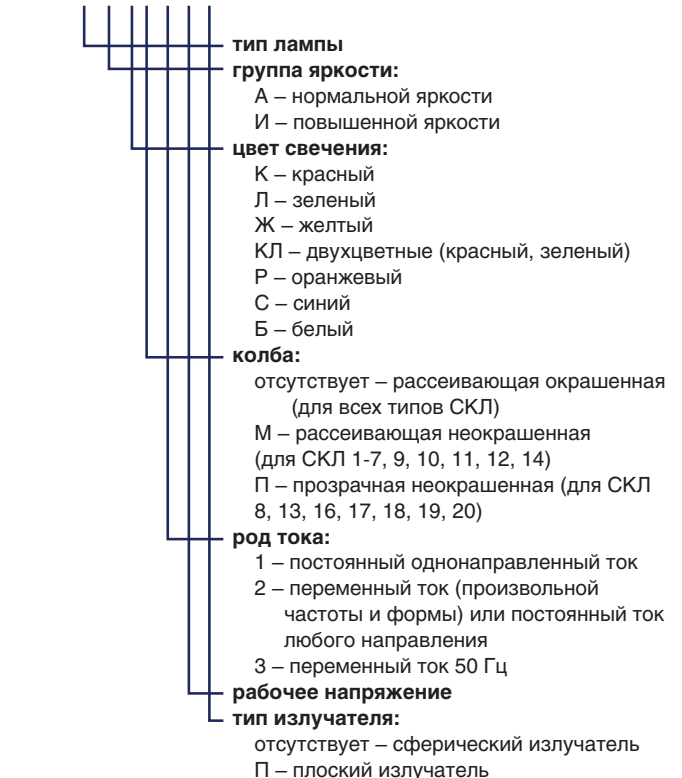 тип лампы
группа яркости:
А – нормальной яркости
И – повышенной яркости
цвет свечения:
К – красный
Л – зеленый
Ж – желтый
КЛ – двухцветные (красный, зеленый)
Р – оранжевый
С – синий
Б – белый
колба:
отсутствует – рассеивающая окрашенная
(для всех типов СКЛ)
М – рассеивающая неокрашенная
(для СКЛ 1-7, 9, 10, 11, 12, 14)
П – прозрачная неокрашенная (для СКЛ
8, 13, 16, 17, 18, 19, 20)
род тока:
1 – постоянный однонаправленный ток
2 – переменный ток (произвольной
частоты и формы) или постоянный ток
любого направления
3 – переменный ток 50 Гц
рабочее напряжение
тип излучателя:
отсутствует – сферический излучатель
П – плоский излучатель